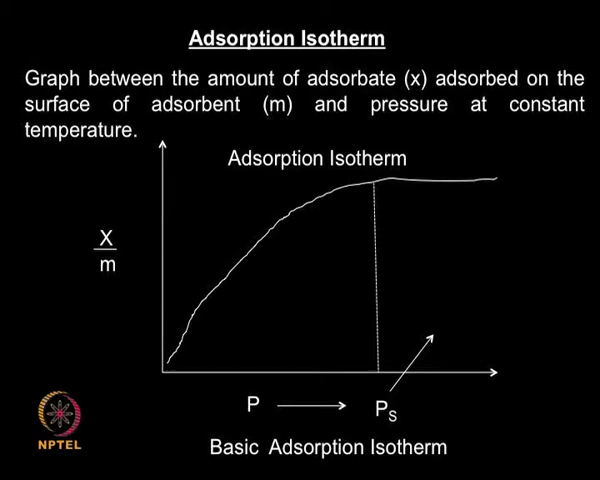 Adsorption Isotherm
Graph between the amount of adsorbate (x) adsorbed on the
surface of adsorbent (m) and pressure at constant
temperature.
Adsorption Isotherm
X
m
P
PS
NPTEL
Basic Adsorption Isotherm